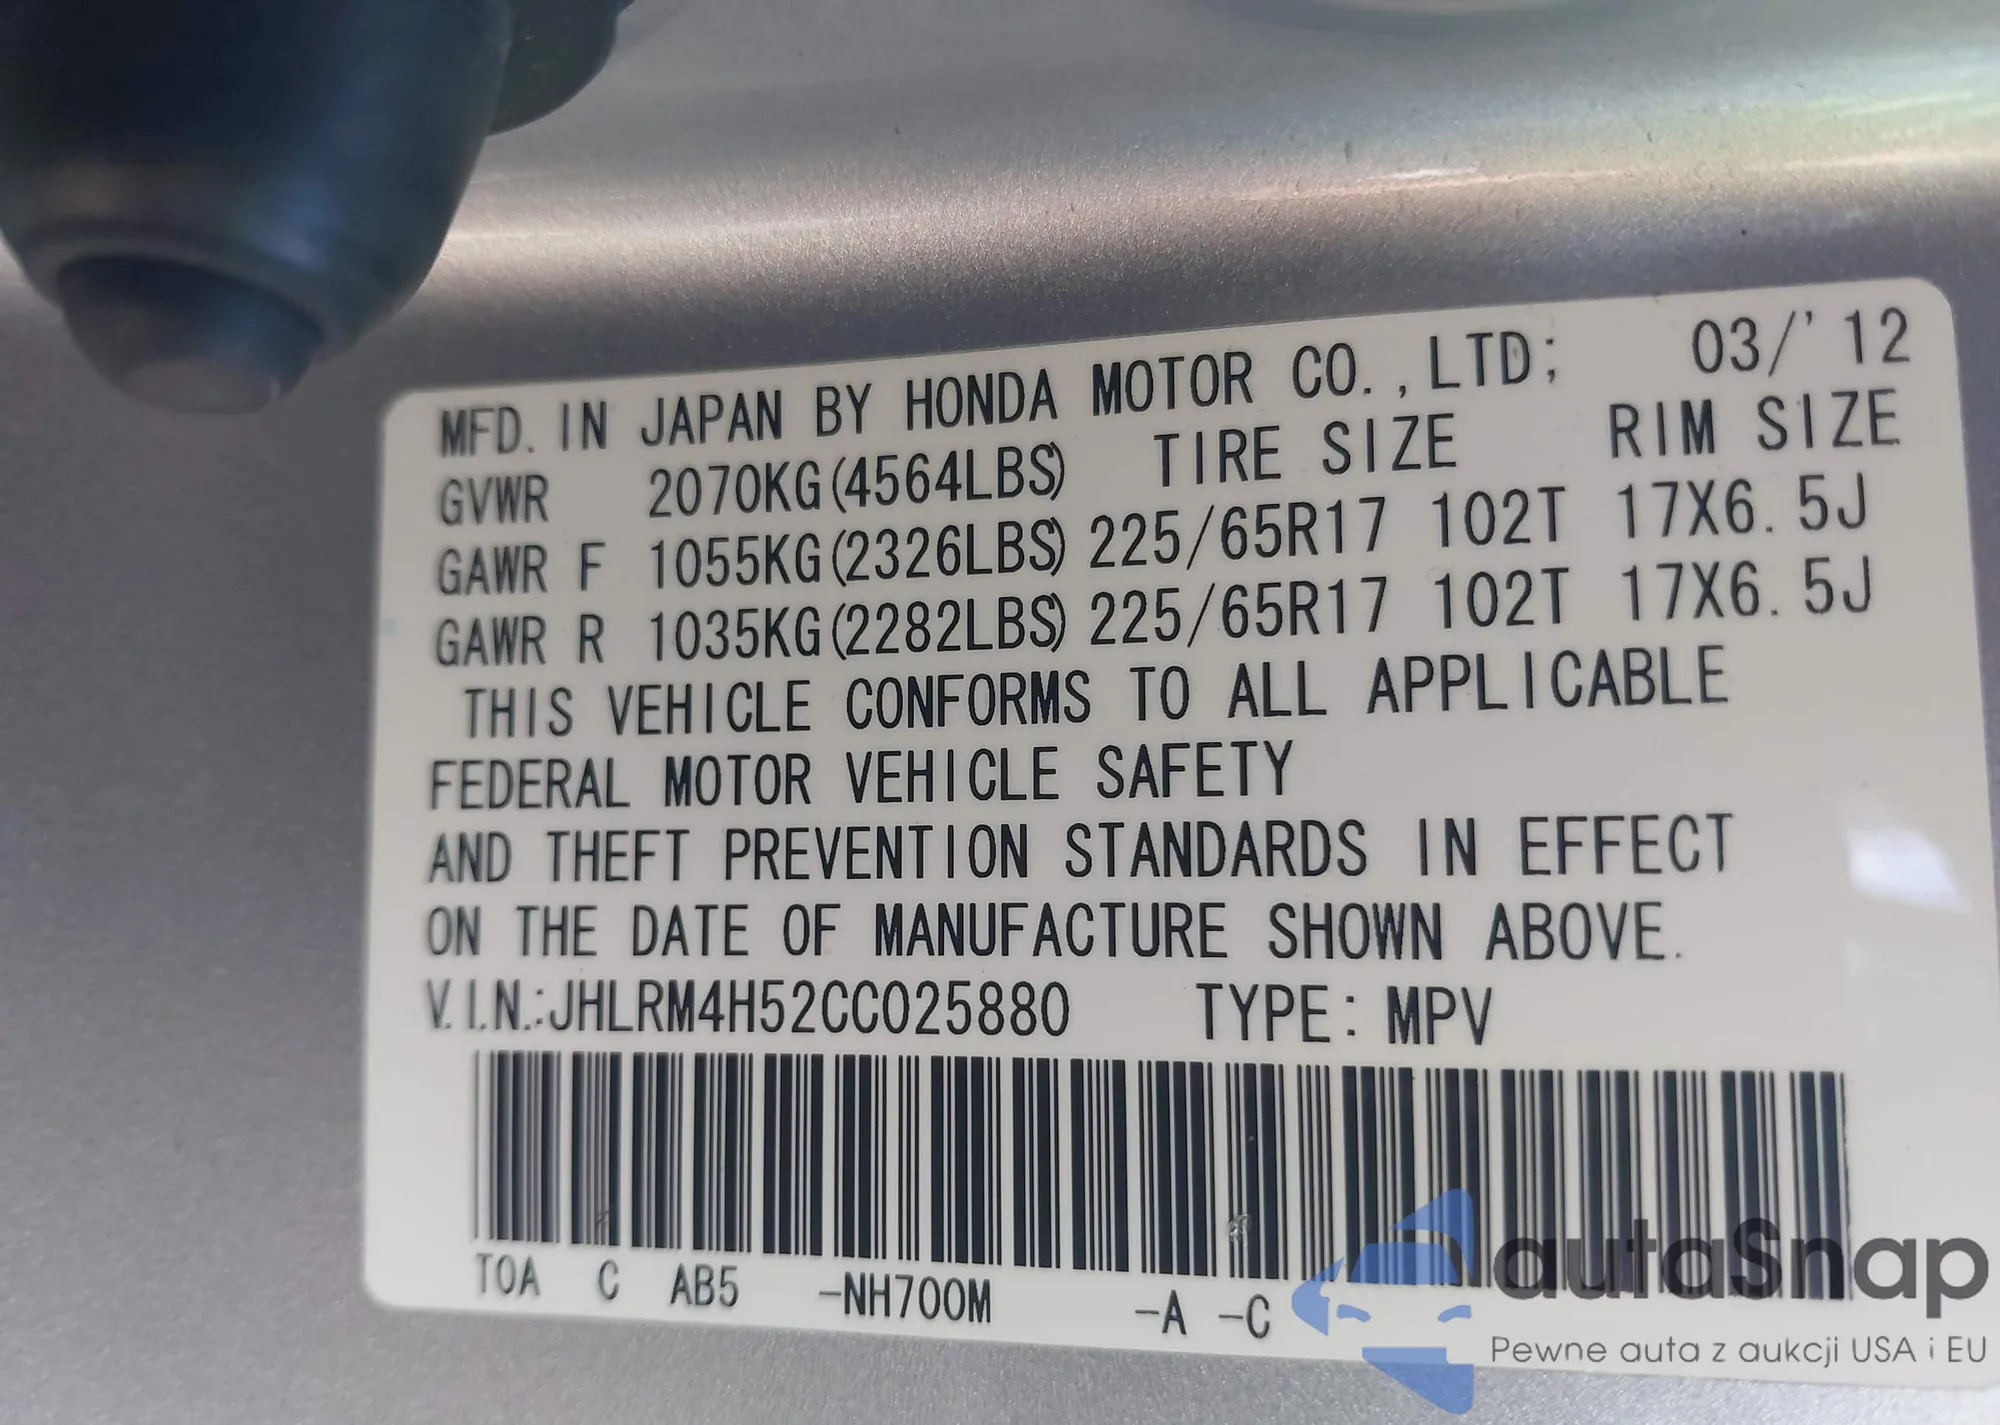 MFD. IN JAPAN BY HONDA MOTOR CO.,LTD; 03/'12
GVWR 2070KG(4564LBS) TIRE SIZE RIM SIZE
GAWR F 1055KG(2326LBS) 225/65R17 102T 17X6.5J
GAWR R 1035KG(2282LBS) 225/65R17 102T 17X6.5J
THIS VEHICLE CONFORMS TO ALL APPLICABLE
FEDERAL MOTOR VEHICLE SAFETY
AND THEFT PREVENTION STANDARDS IN EFFECT
ON THE DATE OF MANUFACTURE SHOWN ABOVE.
V.I.N.:JHLRM4H52CC025880 TYPE: MPV
T0A C AB5 -NH700M -A -C
autaSnap
Pewne auta z aukcji USA i EU